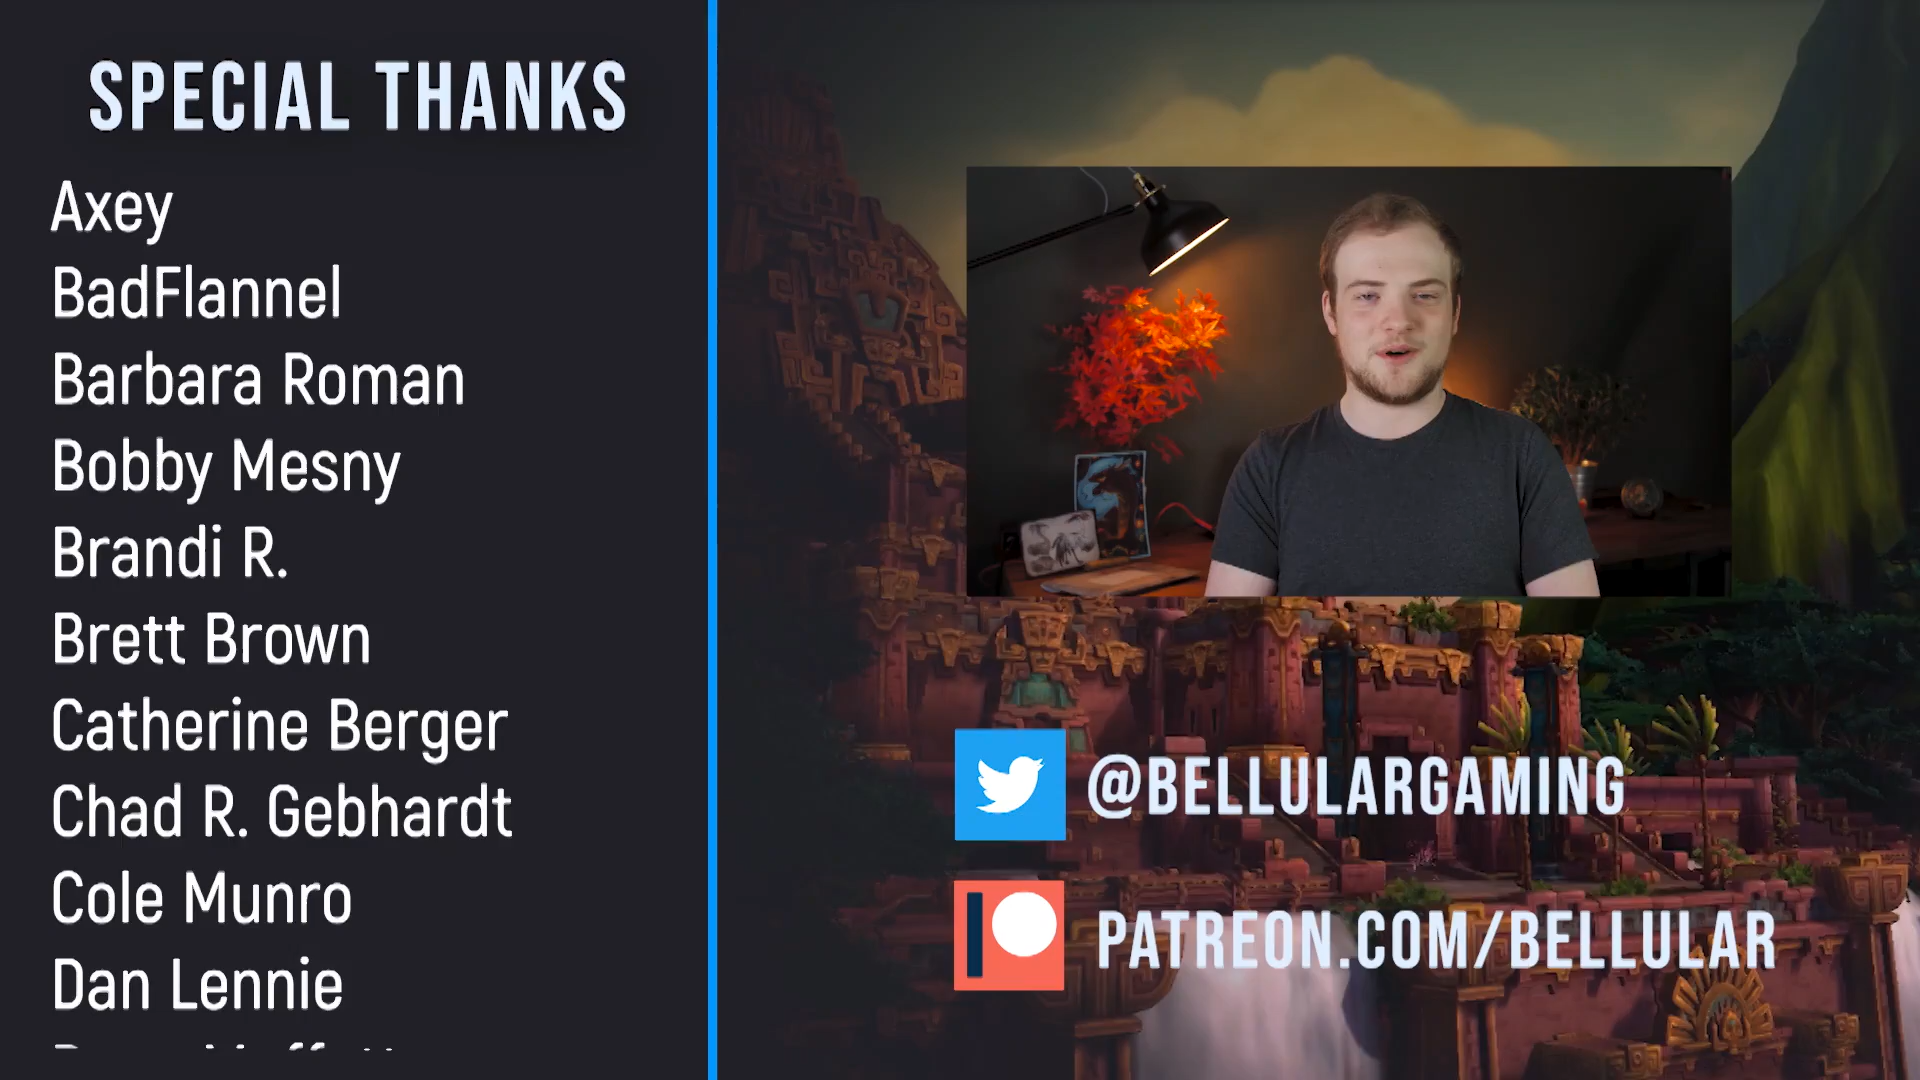 SPECIAL THANKS
Axey
BadFlannel
Barbara Roman
Bobby Mesny
Brandi R.
Brett Brown
Catherine Berger
Chad R. Gebhardt
Cole Munro
Dan Lennie
@BELLULARGAMING
PATREON.COM/BELLULAR